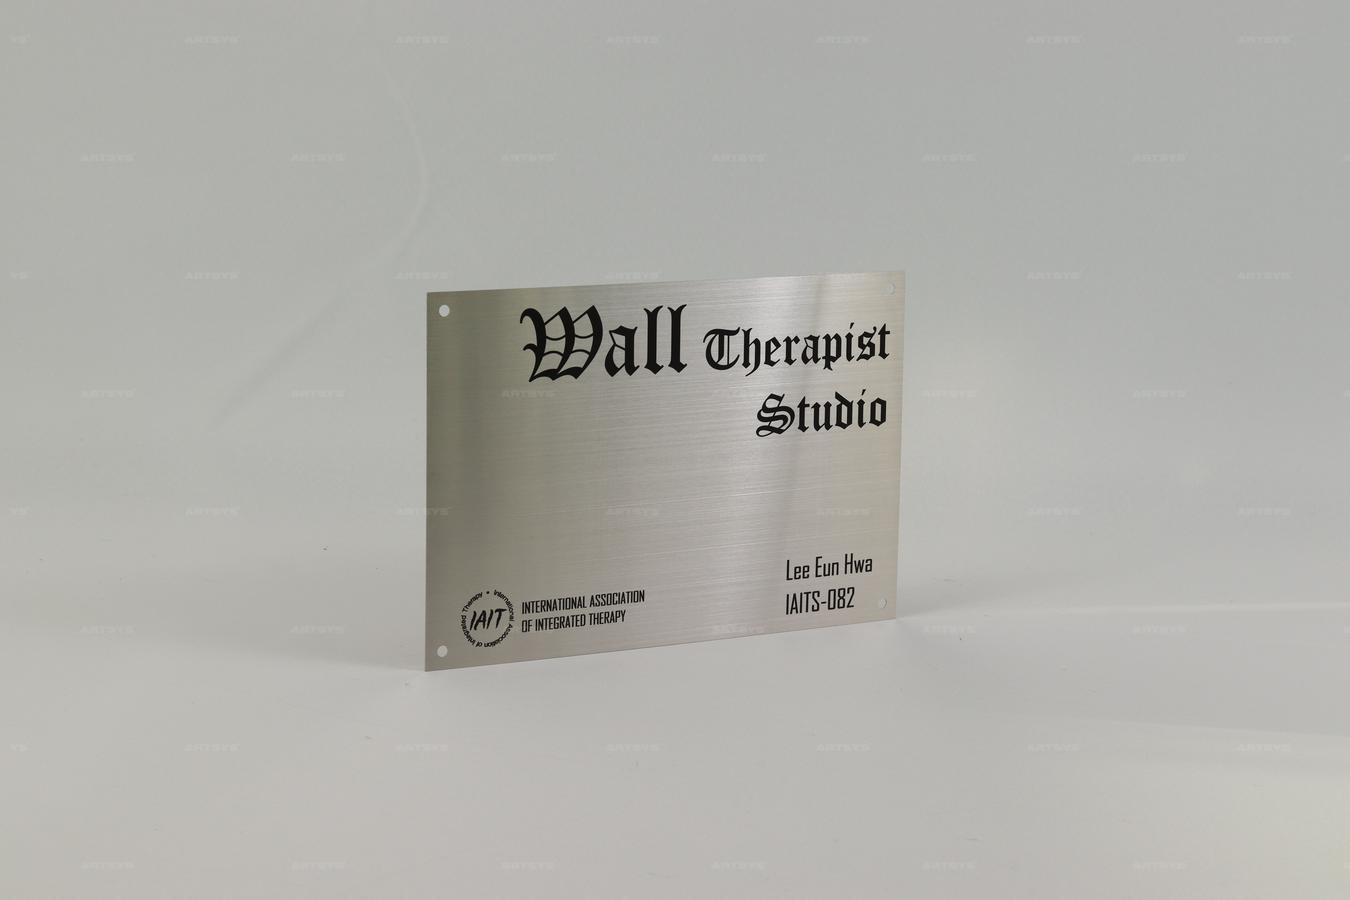 Wall Therapist
Studio
Lee Eun Hwa
IAITS-082
IAIT
International Association of Integrated Therapy
INTERNATIONAL ASSOCIATION
OF INTEGRATED THERAPY
ARTSYS